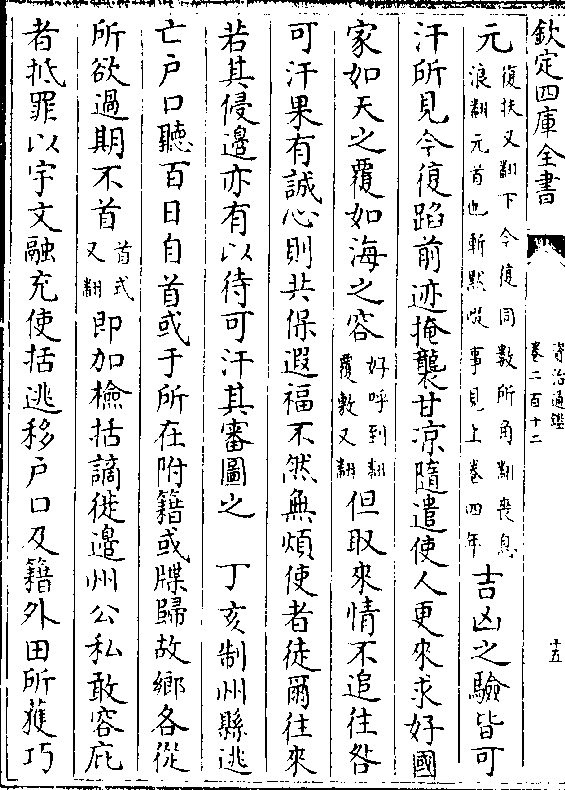 欽定四庫全書
資治通鑑
卷二百十二
十五
元
復扶又翻下今復同數所角翻喪息
浪翻元首也斬默啜事見上卷四年
吉凶之驗皆可
汗所見今復蹈前迹掩襲甘涼隨遣使人更來求好國
家如天之覆如海之容
好呼到翻
覆敷又翻
但取來情不追往咎
可汗果有誠心則共保遐福不然無煩使者徒爾往來
若其侵邊亦有以待可汗其審圖之　丁亥制州縣逃
亡户口聽百日自首或于所在附籍或牒歸故鄉各從
所欲過期不首
首式
又翻
即加檢括謫徙邊州公私敢容庇
者抵罪以宇文融充使括逃移户口及籍外田所獲巧